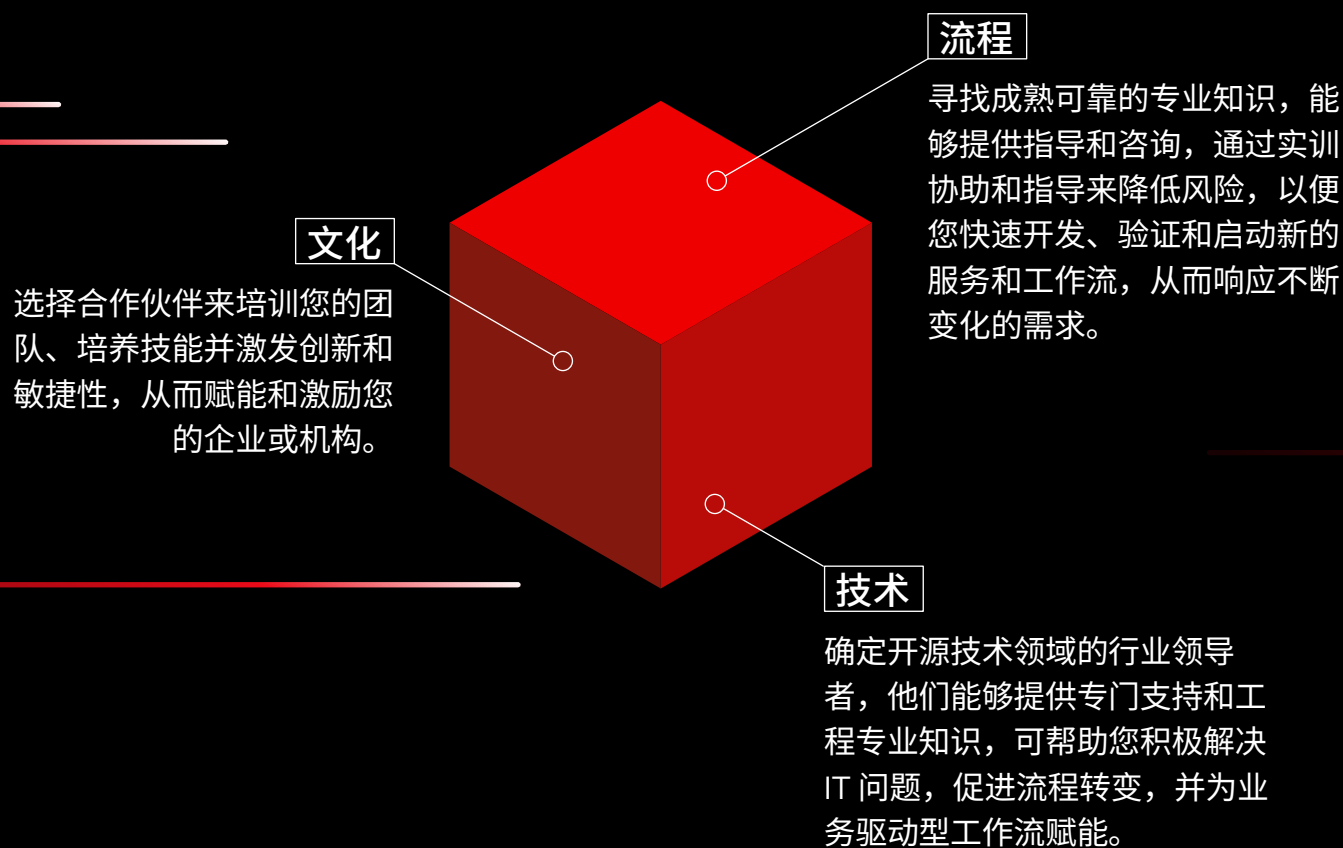 流程
寻找成熟可靠的专业知识，能
够提供指导和咨询，通过实训
协助和指导来降低风险，以便
您快速开发、验证和启动新的
服务和工作流，从而响应不断
变化的需求。
文化
选择合作伙伴来培训您的团
队、培养技能并激发创新和
敏捷性，从而赋能和激励您
的企业或机构。
技术
确定开源技术领域的行业领导
者，他们能够提供专门支持和工
程专业知识，可帮助您积极解决
IT 问题，促进流程转变，并为业
务驱动型工作流赋能。